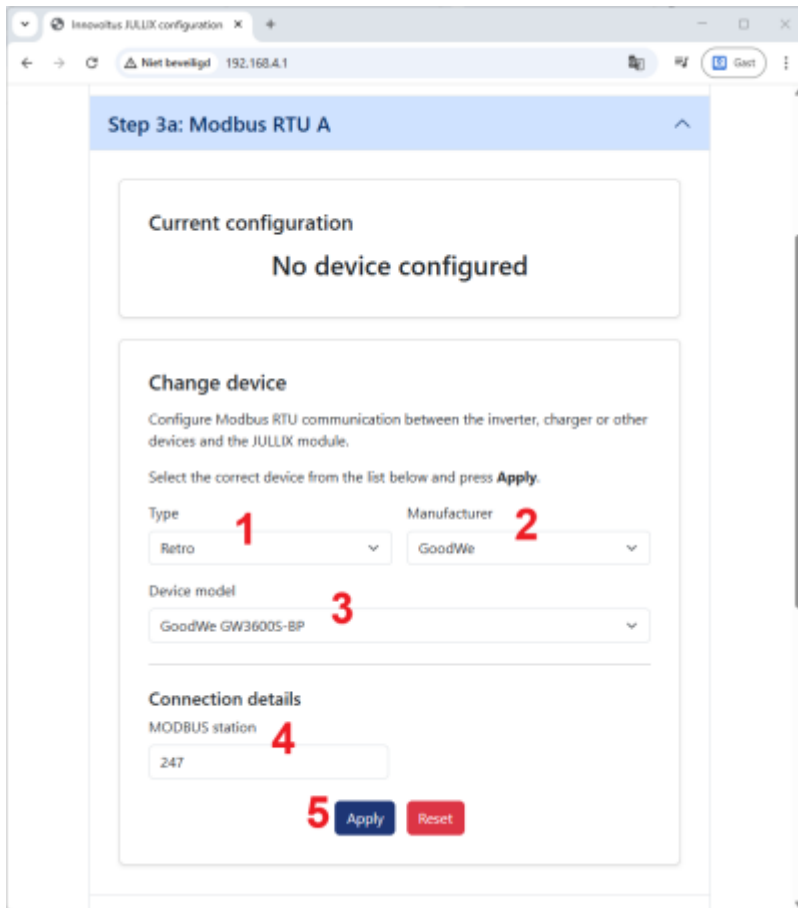 Innovoltus JULLIX configuration
Niet beveiligd 192.168.4.1
Gast
Step 3a: Modbus RTU A
Current configuration
No device configured
Change device
Configure Modbus RTU communication between the inverter, charger or other
devices and the JULLIX module.
Select the correct device from the list below and press Apply.
Type 1 Manufacturer 2
Retro GoodWe
Device model 3
GoodWe GW3600S-BP
Connection details
MODBUS station 4
247
5 Apply Reset